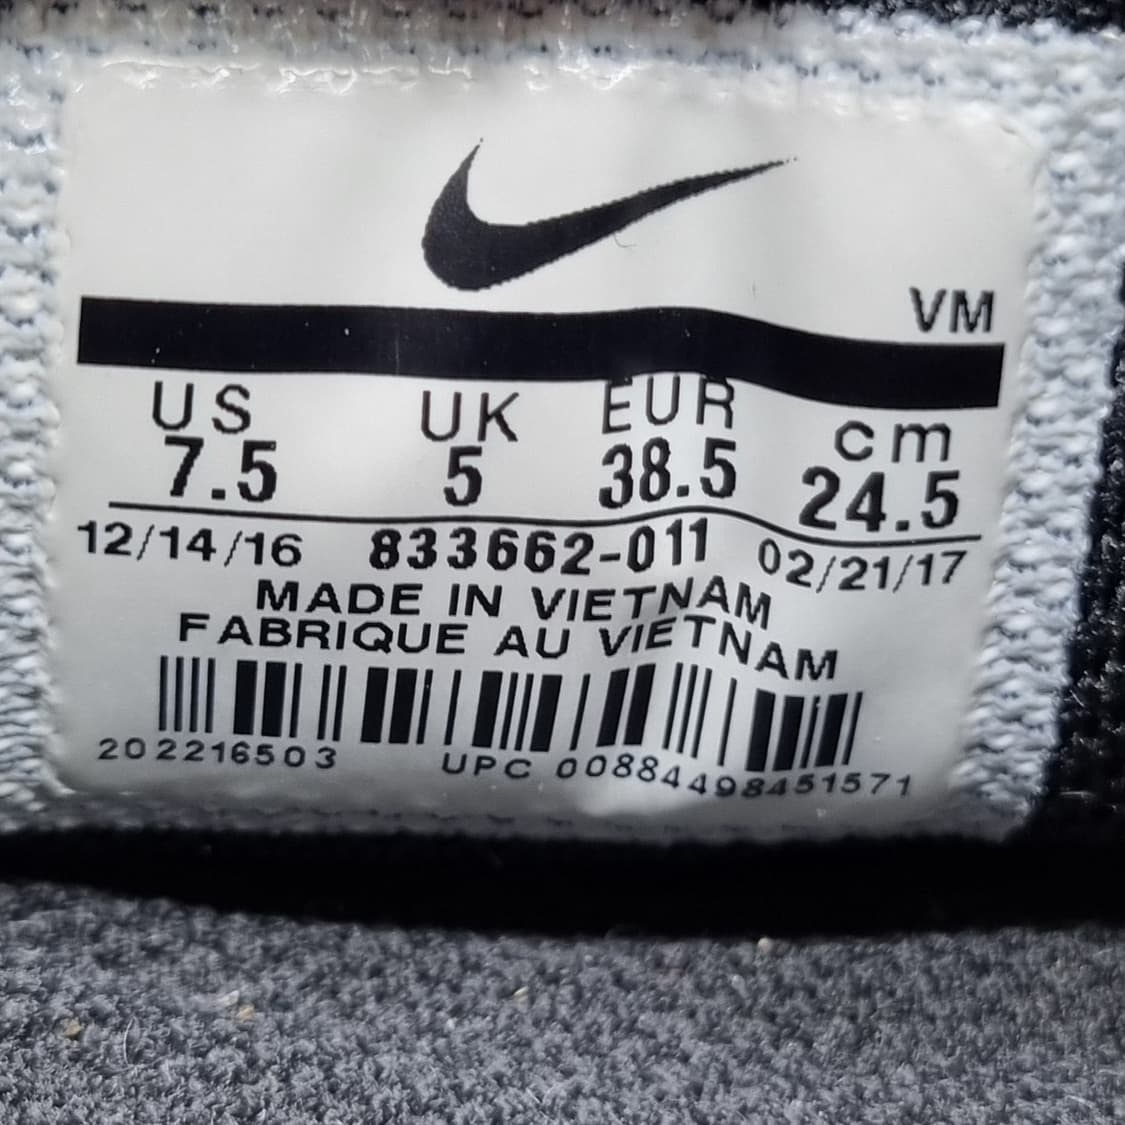 VM
US UK EUR cm
7.5 5 38.5 24.5
12/14/16 833662-011 02/21/17
MADE IN VIETNAM
FABRIQUE AU VIETNAM
202216503 UPC 00884498451571